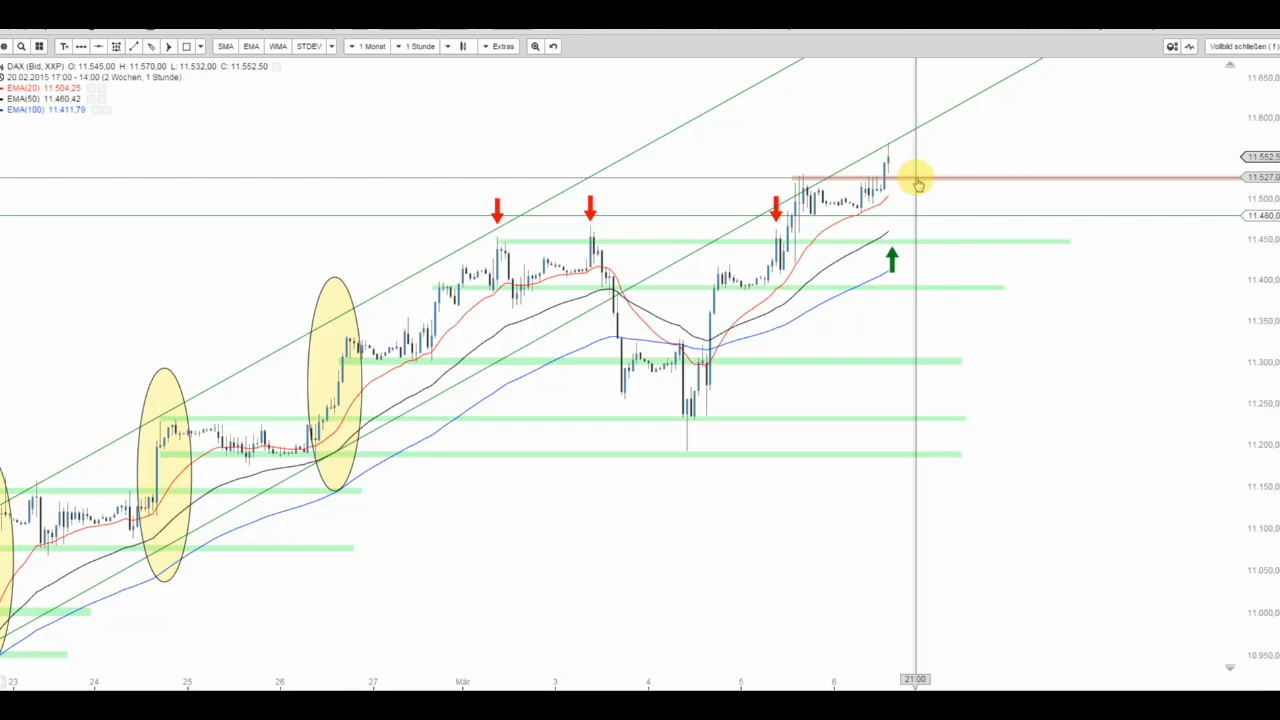 SMA EMA WMA STDEV 1 Monat 1 Stunde Extras Vollbild schließen ( f )
DAX (Bid, XXP) O: 11.545,00 H: 11.570,00 L: 11.532,00 C: 11.552,50
20.02.2015 17:00 - 14:00 (2 Wochen, 1 Stunde)
EMA(20) 11.504,25
EMA(50) 11.460,42
EMA(100) 11.411,79
11.650,0
11.600,0
11.552,5
11.527,0
11.500,0
11.480,0
11.450,0
11.400,0
11.350,0
11.300,0
11.250,0
11.200,0
11.150,0
11.100,0
11.050,0
11.000,0
10.950,0
23 24 25 26 27 Mär 3 4 5 6 21:00